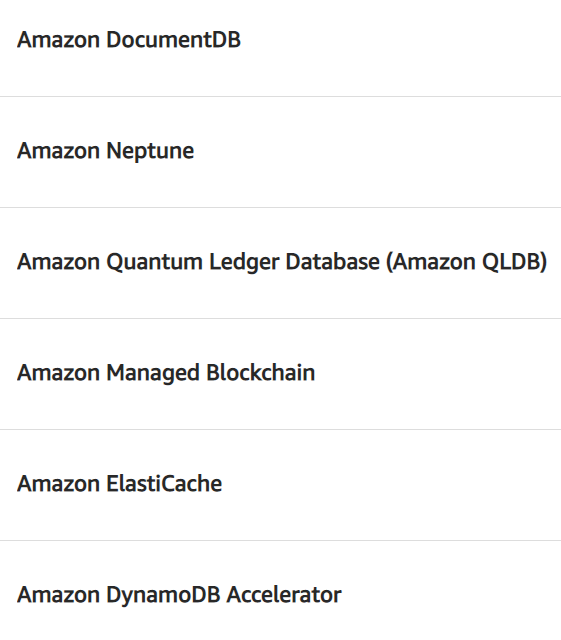 Amazon DocumentDB
Amazon Neptune
Amazon Quantum Ledger Database (Amazon QLDB)
Amazon Managed Blockchain
Amazon ElastiCache
Amazon DynamoDB Accelerator